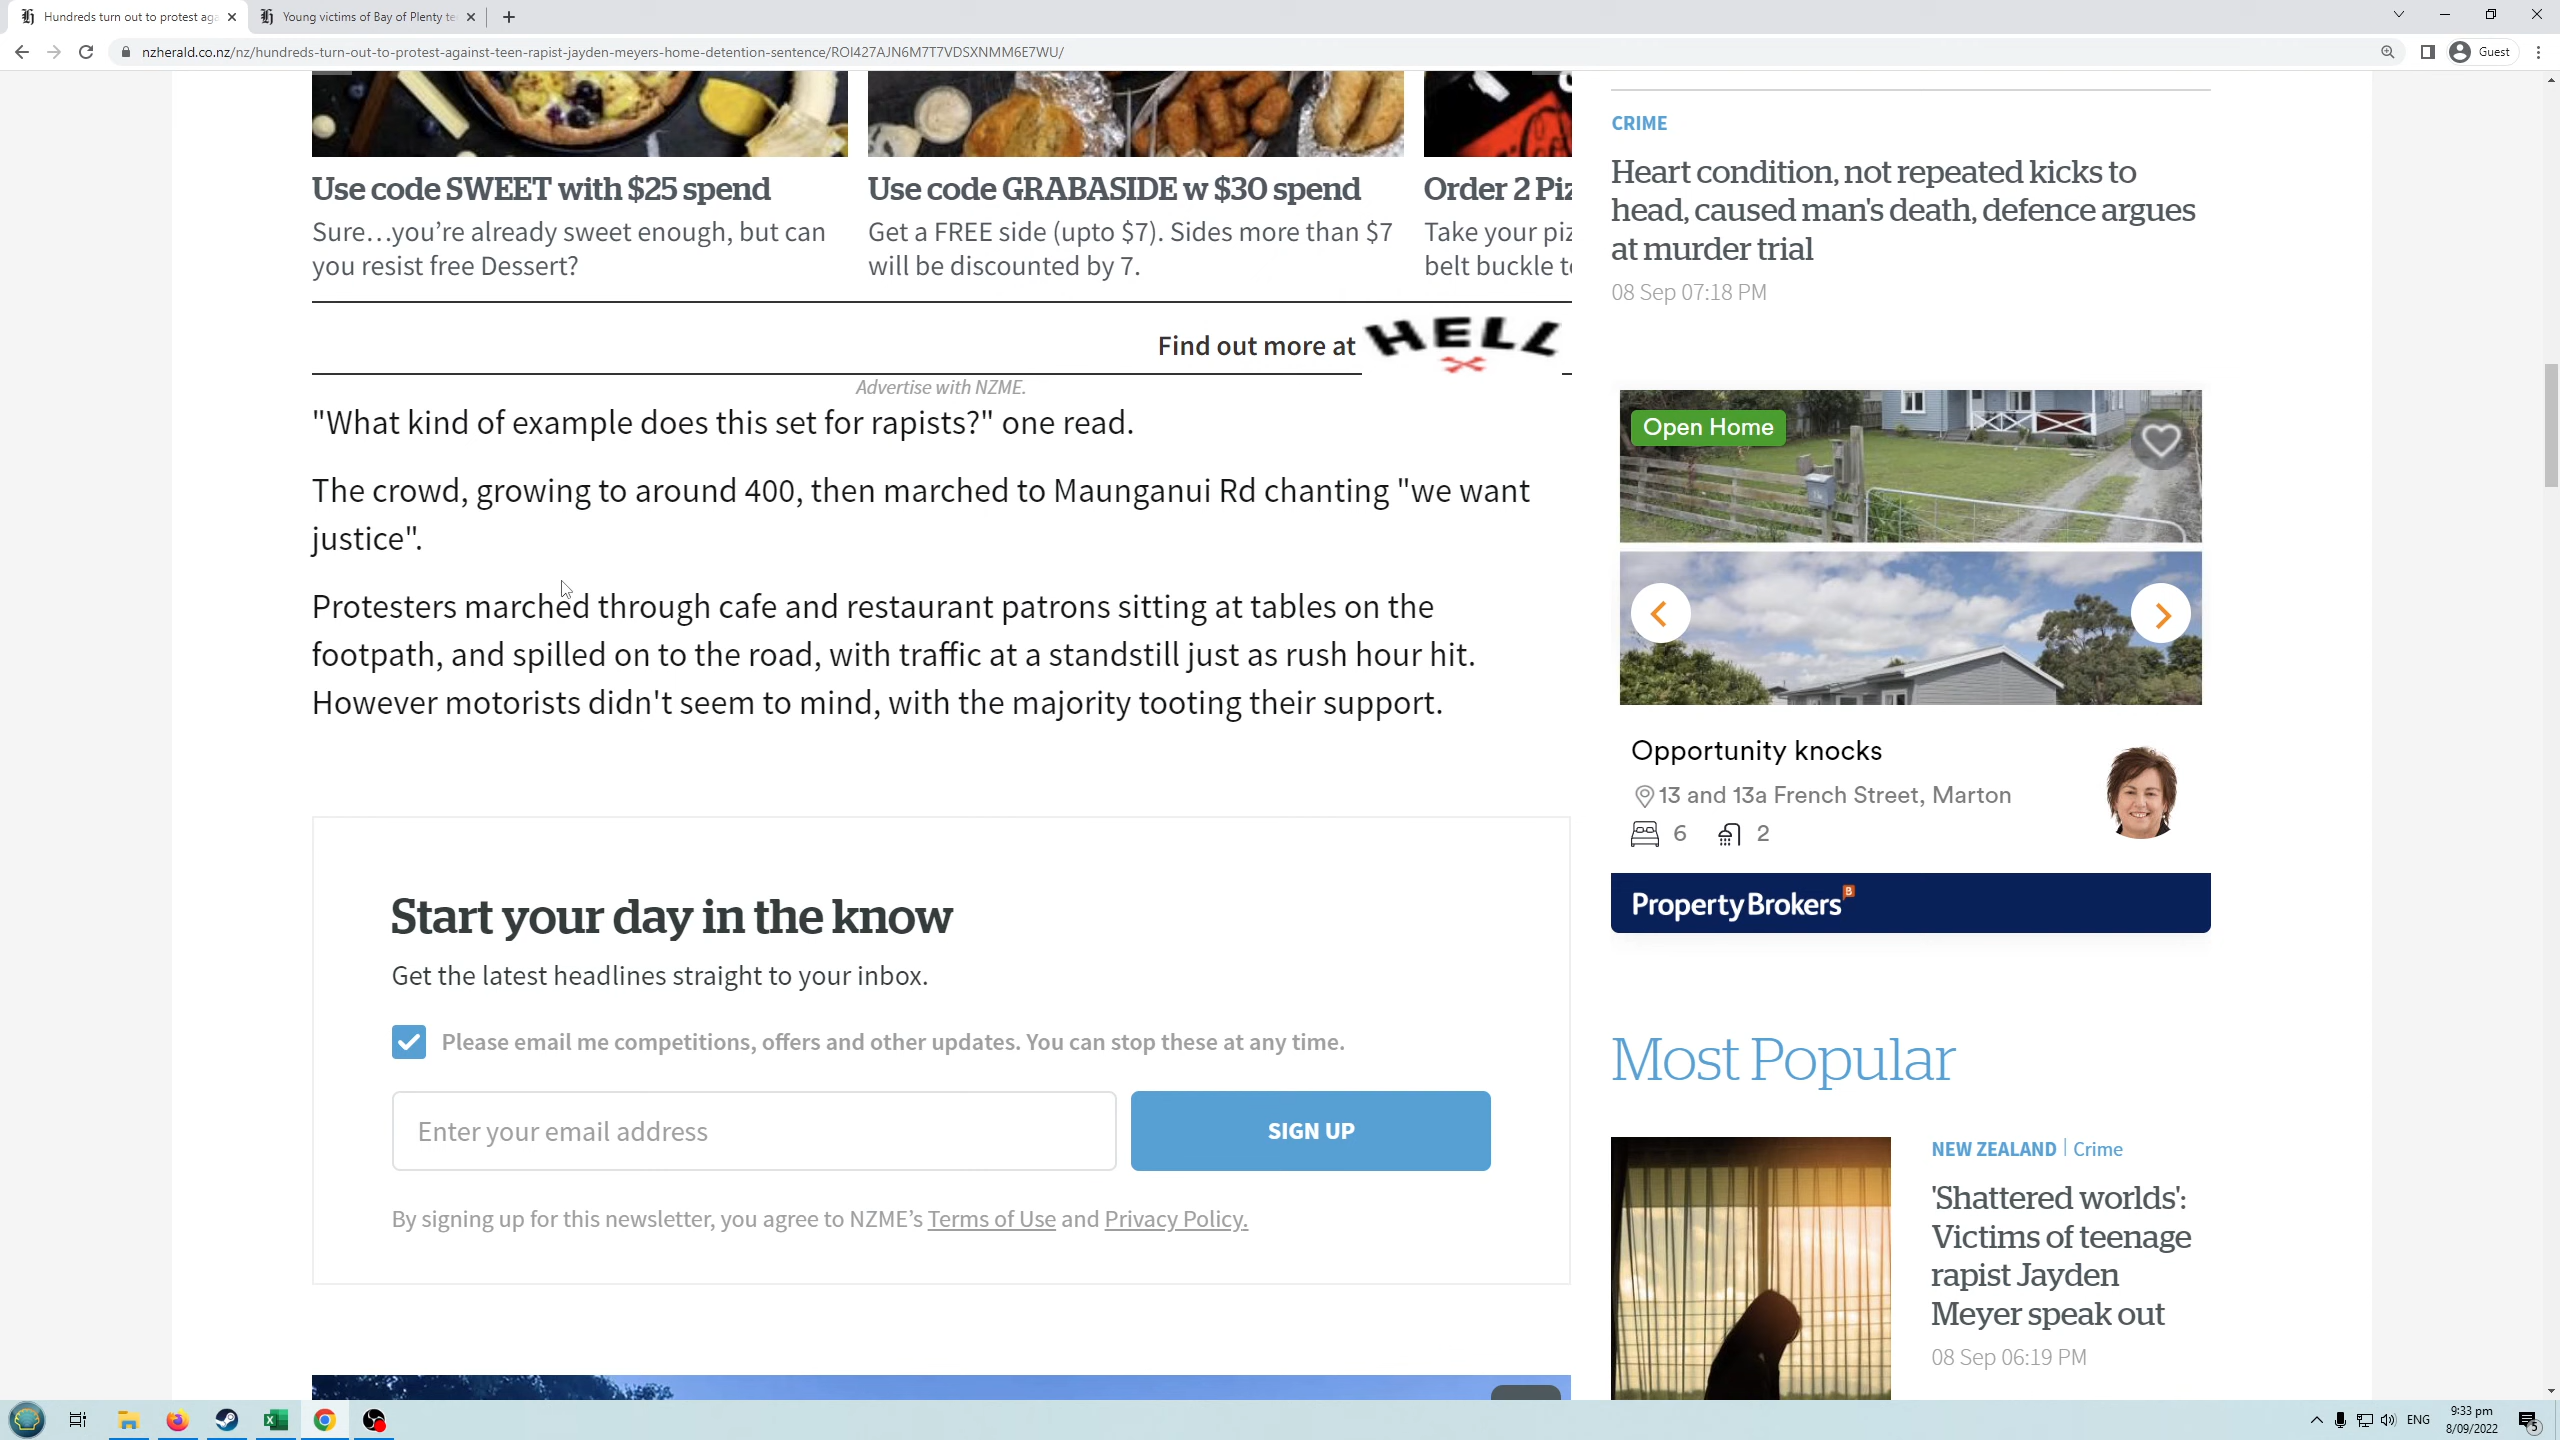 Hundreds turn out to protest aga
Young victims of Bay of Plenty te
nzherald.co.nz/nz/hundreds-turn-out-to-protest-against-teen-rapist-jayden-meyers-home-detention-sentence/ROI427AJN6M7T7VDSXNMM6E7WU/
Guest
Use code SWEET with $25 spend
Sure...you're already sweet enough, but can
you resist free Dessert?
Use code GRABASIDE w $30 spend
Get a FREE side (upto $7). Sides more than $7
will be discounted by 7.
Order 2 Piz
Take your piz
belt buckle t
Find out more at HELL
Advertise with NZME.
"What kind of example does this set for rapists?" one read.
The crowd, growing to around 400, then marched to Maunganui Rd chanting "we want
justice".
Protesters marched through cafe and restaurant patrons sitting at tables on the
footpath, and spilled on to the road, with traffic at a standstill just as rush hour hit.
However motorists didn't seem to mind, with the majority tooting their support.
Start your day in the know
Get the latest headlines straight to your inbox.
Please email me competitions, offers and other updates. You can stop these at any time.
Enter your email address
SIGN UP
By signing up for this newsletter, you agree to NZME's Terms of Use and Privacy Policy.
CRIME
Heart condition, not repeated kicks to
head, caused man's death, defence argues
at murder trial
08 Sep 07:18 PM
Open Home
Opportunity knocks
13 and 13a French Street, Marton
6 2
PropertyBrokers
Most Popular
NEW ZEALAND | Crime
'Shattered worlds':
Victims of teenage
rapist Jayden
Meyer speak out
08 Sep 06:19 PM
ENG
9:33 pm
8/09/2022
5